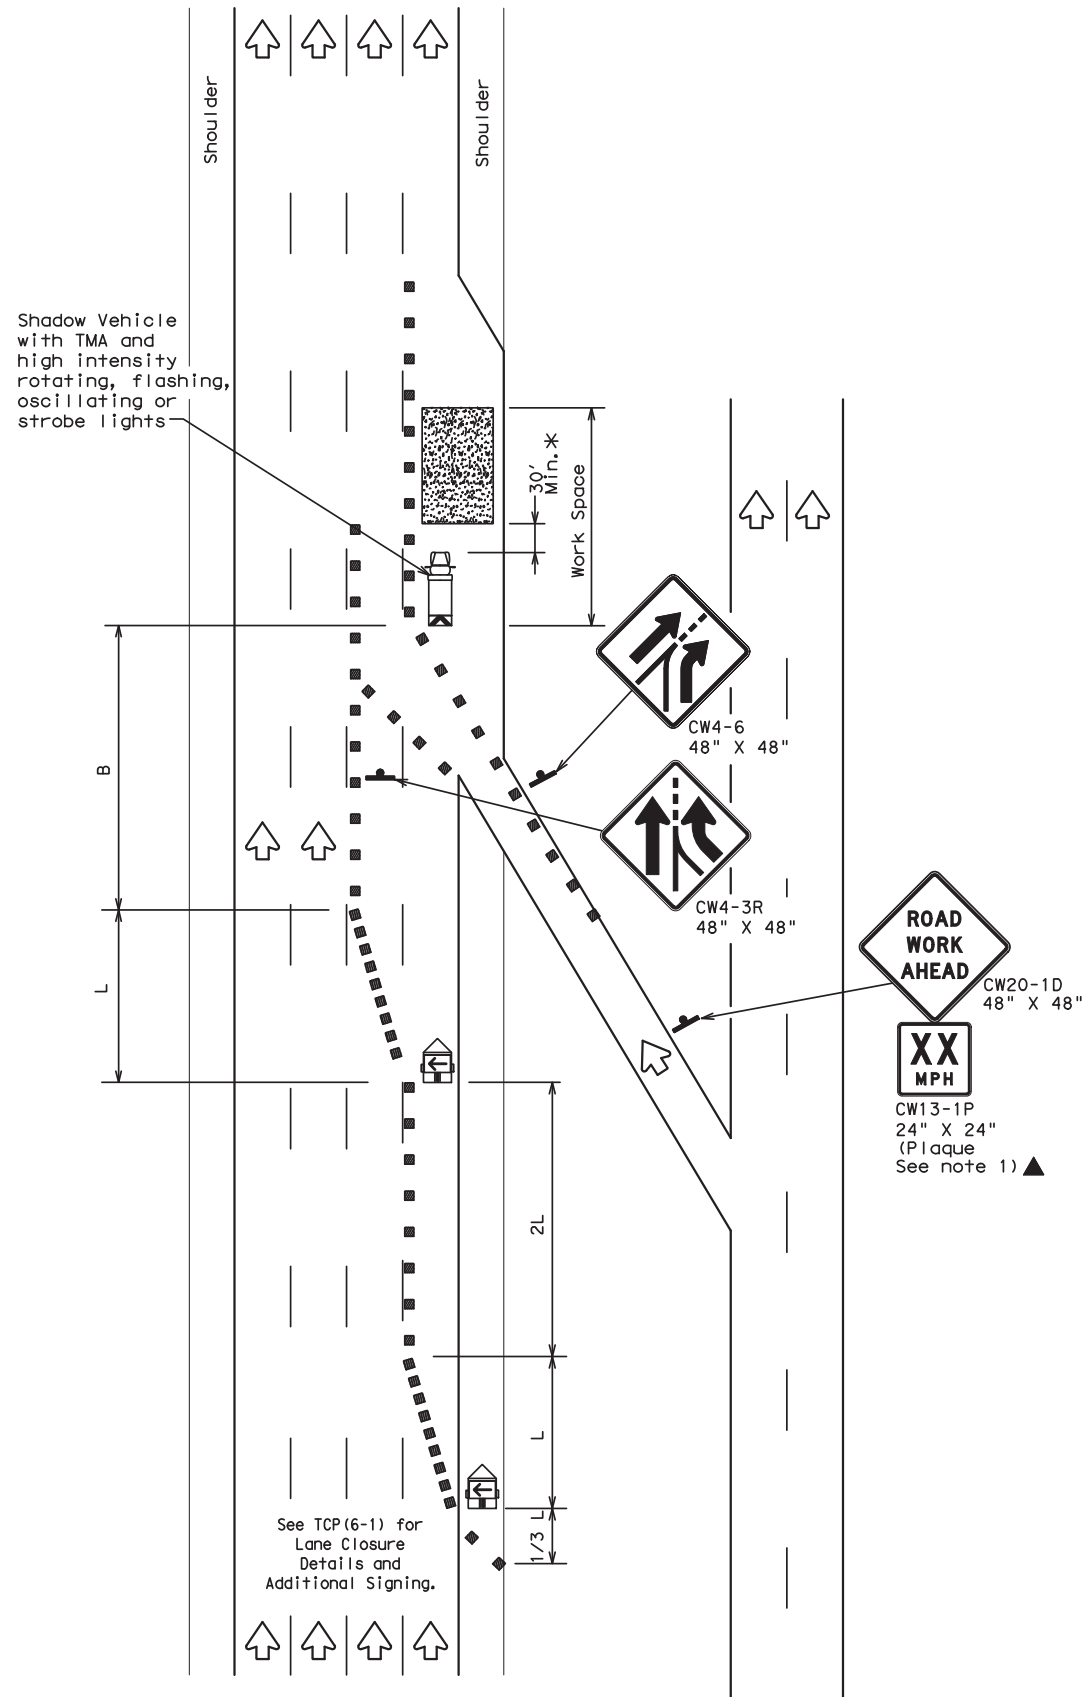 Shoulder
Shoulder
Shadow Vehicle
with TMA and
high intensity
rotating, flashing,
oscillating or
strobe lights
30'
Min.*
Work Space
CW4-6
48" X 48"
B
CW4-3R
48" X 48"
ROAD
WORK
AHEAD
CW20-1D
48" X 48"
L
XX
MPH
CW13-1P
24" X 24"
(Plaque
See note 1)▲
2L
L
1/3 L
See TCP(6-1) for
Lane Closure
Details and
Additional Signing.